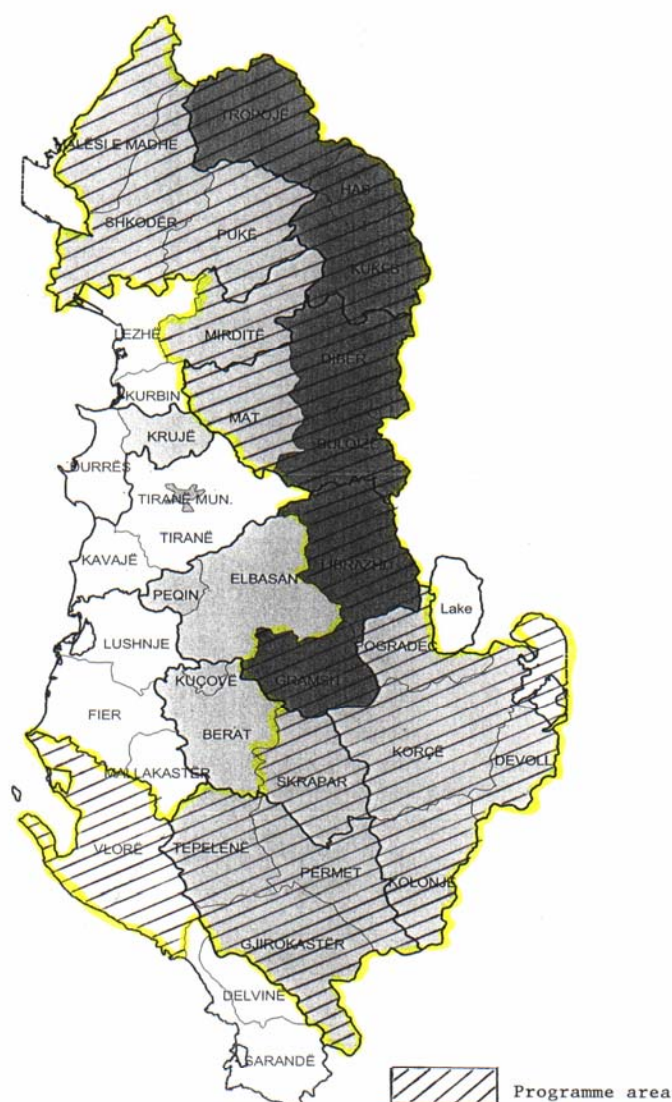 TROPOJË
MALËSI E MADHE
HAS
SHKODËR
PUKË
KUKËS
LEZHË
MIRDITË
DIBËR
KURBIN
MAT
KRUJË
BULQIZË
DURRËS
TIRANË MUN.
TIRANË
KAVAJË
LIBRAZHD
ELBASAN
PEQIN
Lake
LUSHNJE
POGRADEC
KUÇOVË
GRAMSH
FIER
BERAT
KORÇË
DEVOLL
MALLAKASTËR
SKRAPAR
VLORË
TEPELENË
PERMET
KOLONJË
GJIROKASTËR
DELVINË
SARANDË
Programme area